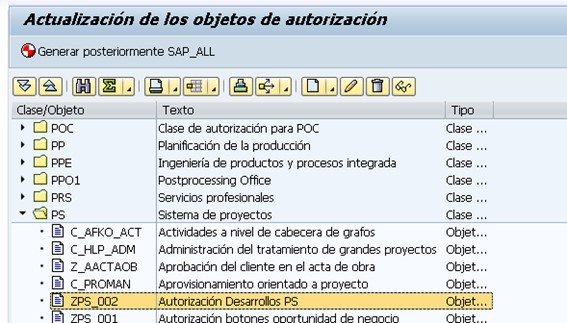 Actualización de los objetos de autorización
Generar posteriormente SAP_ALL
Clase/Objeto Texto Tipo
POC Clase de autorización para POC Clase ...
PP Planificación de la producción Clase ...
PPE Ingeniería de productos y procesos integrada Clase ...
PPO1 Postprocessing Office Clase ...
PRS Servicios profesionales Clase ...
PS Sistema de proyectos Clase ...
C_AFKO_ACT Actividades a nivel de cabecera de grafos Objet...
C_HLP_ADM Administración del tratamiento de grandes proyectos Objet...
Z_AACTAOB Aprobación del cliente en el acta de obra Objet...
C_PROMAN Aprovisionamiento orientado a proyecto Objet...
ZPS_002 Autorización Desarrollos PS Objet...
ZPS_001 Autorización botones oportunidad de negocio Objet...